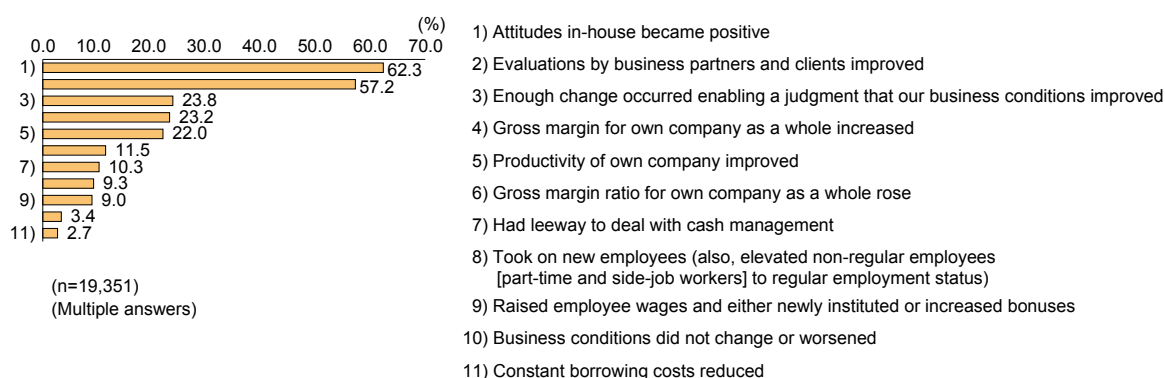 (%)
0.0 10.0 20.0 30.0 40.0 50.0 60.0 70.0
1) 62.3
57.2
3) 23.8
23.2
5) 22.0
11.5
7) 10.3
9.3
9) 9.0
3.4
11) 2.7
(n=19,351)
(Multiple answers)
1) Attitudes in-house became positive
2) Evaluations by business partners and clients improved
3) Enough change occurred enabling a judgment that our business conditions improved
4) Gross margin for own company as a whole increased
5) Productivity of own company improved
6) Gross margin ratio for own company as a whole rose
7) Had leeway to deal with cash management
8) Took on new employees (also, elevated non-regular employees
[part-time and side-job workers] to regular employment status)
9) Raised employee wages and either newly instituted or increased bonuses
10) Business conditions did not change or worsened
11) Constant borrowing costs reduced